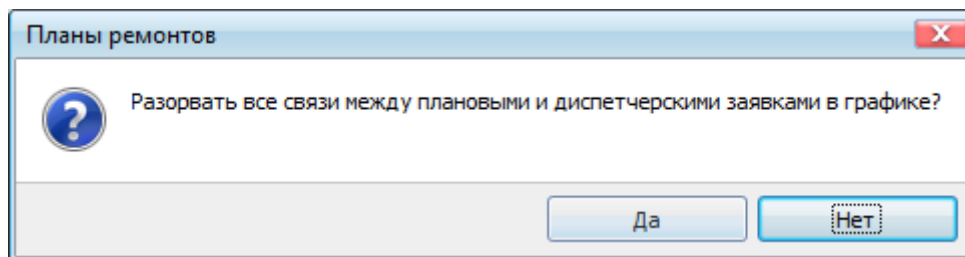 Планы ремонтов
Разорвать все связи между плановыми и диспетчерскими заявками в графике?
Да
Нет